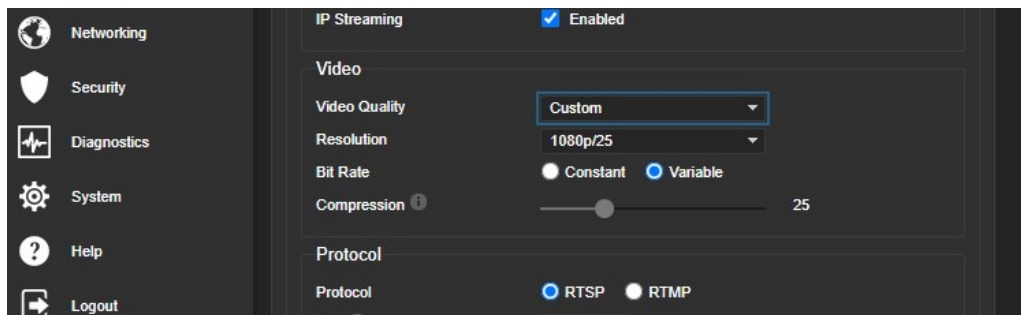 Networking
Security
Diagnostics
System
Help
Logout
IP Streaming Enabled
Video
Video Quality Custom
Resolution 1080p/25
Bit Rate Constant Variable
Compression 25
Protocol
Protocol RTSP RTMP